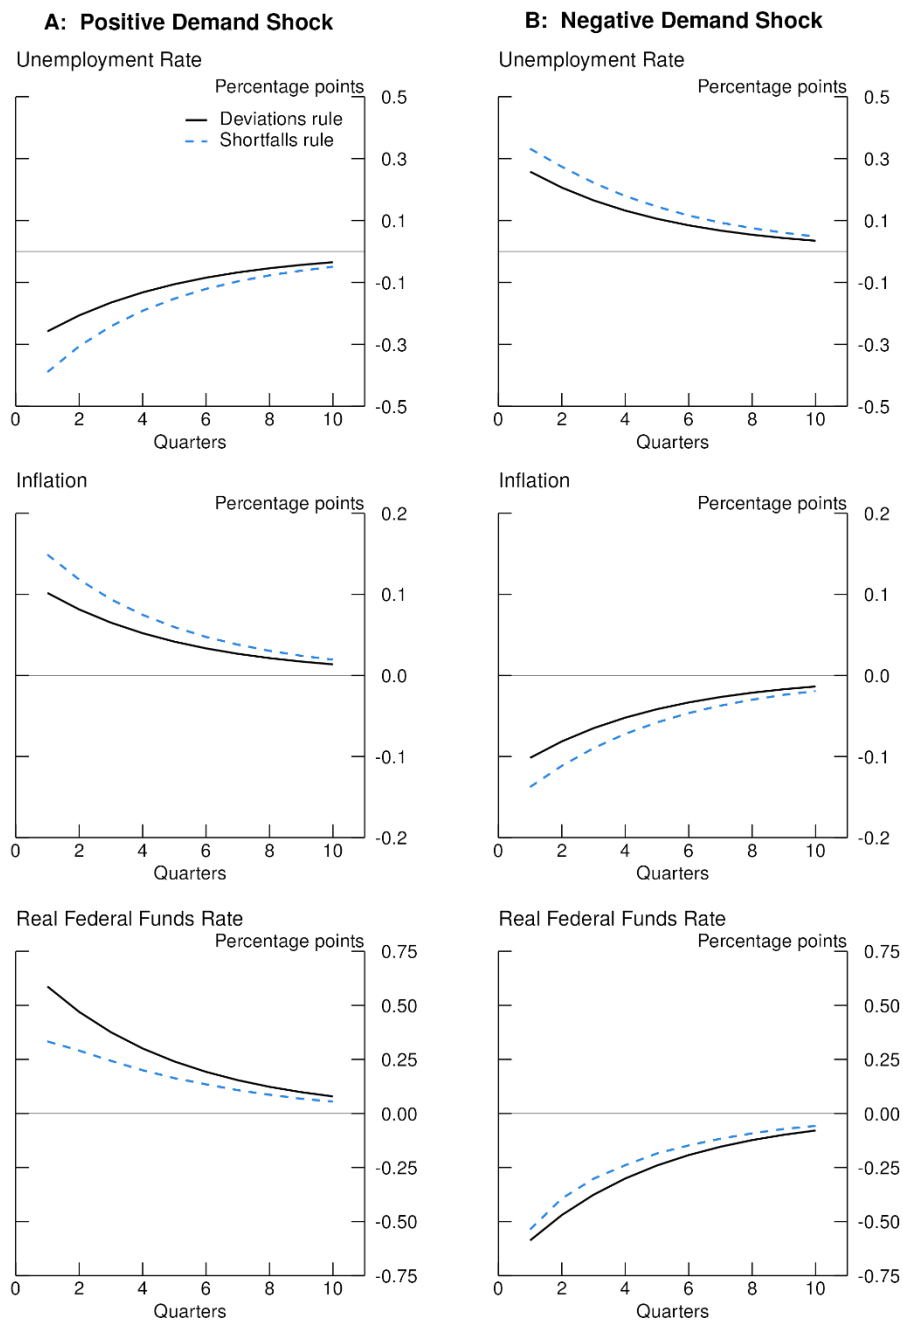 A: Positive Demand Shock
Unemployment Rate
Percentage points
Deviations rule
Shortfalls rule
0.5
0.3
0.1
-0.1
-0.3
-0.5
0 2 4 6 8 10
Quarters
Inflation
Percentage points
0.2
0.1
0.0
-0.1
-0.2
0 2 4 6 8 10
Quarters
Real Federal Funds Rate
Percentage points
0.75
0.50
0.25
0.00
-0.25
-0.50
-0.75
0 2 4 6 8 10
Quarters
B: Negative Demand Shock
Unemployment Rate
Percentage points
0.5
0.3
0.1
-0.1
-0.3
-0.5
0 2 4 6 8 10
Quarters
Inflation
Percentage points
0.2
0.1
0.0
-0.1
-0.2
0 2 4 6 8 10
Quarters
Real Federal Funds Rate
Percentage points
0.75
0.50
0.25
0.00
-0.25
-0.50
-0.75
0 2 4 6 8 10
Quarters